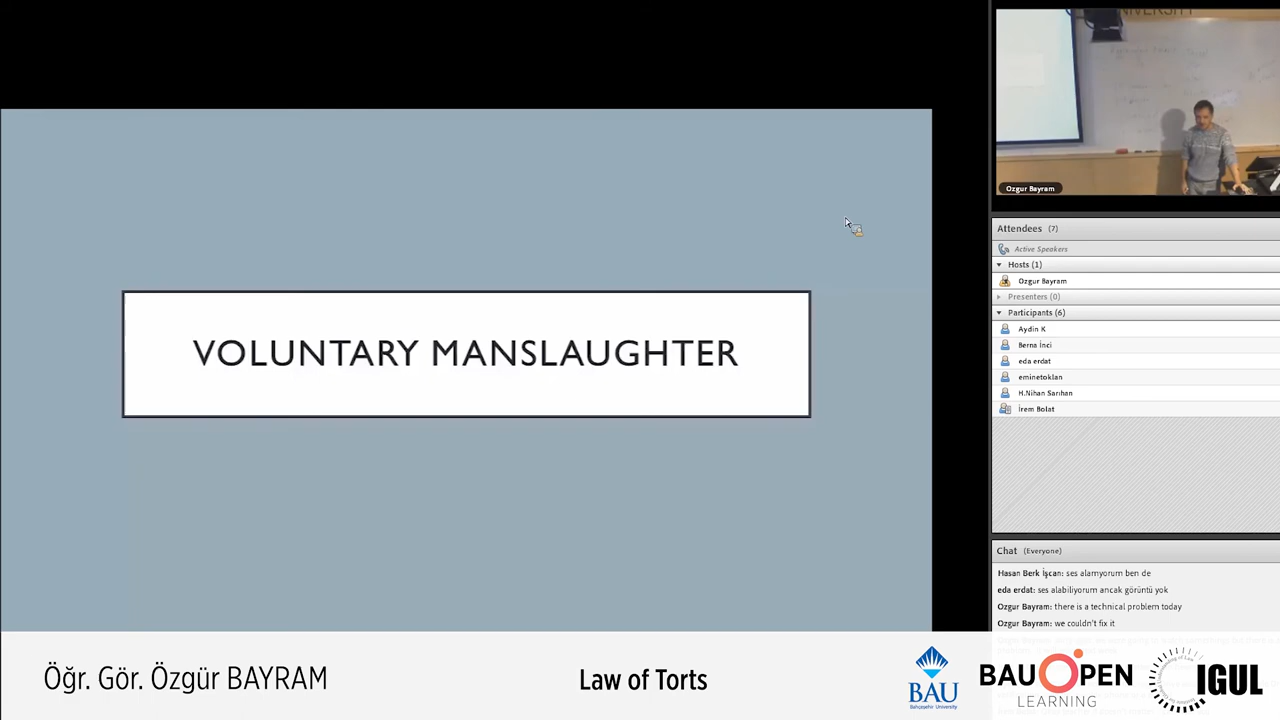 VOLUNTARY MANSLAUGHTER
Ozgur Bayram
Attendees (7)
Active Speakers
Hosts (1)
Ozgur Bayram
Presenters (0)
Participants (6)
Aydin K
Berna İnci
eda erdat
eminetoklan
H.Nihan Sarıhan
İrem Bolat
Chat (Everyone)
Hasan Berk İşcan: ses alamyorum ben de
eda erdat: ses alabiliyorum ancak görüntü yok
Ozgur Bayram: there is a technical problem today
Ozgur Bayram: we couldn't fix it
Öğr. Gör. Özgür BAYRAM
Law of Torts
BAU
Bahçeşehir University
BAU OPEN
LEARNING
IGUL